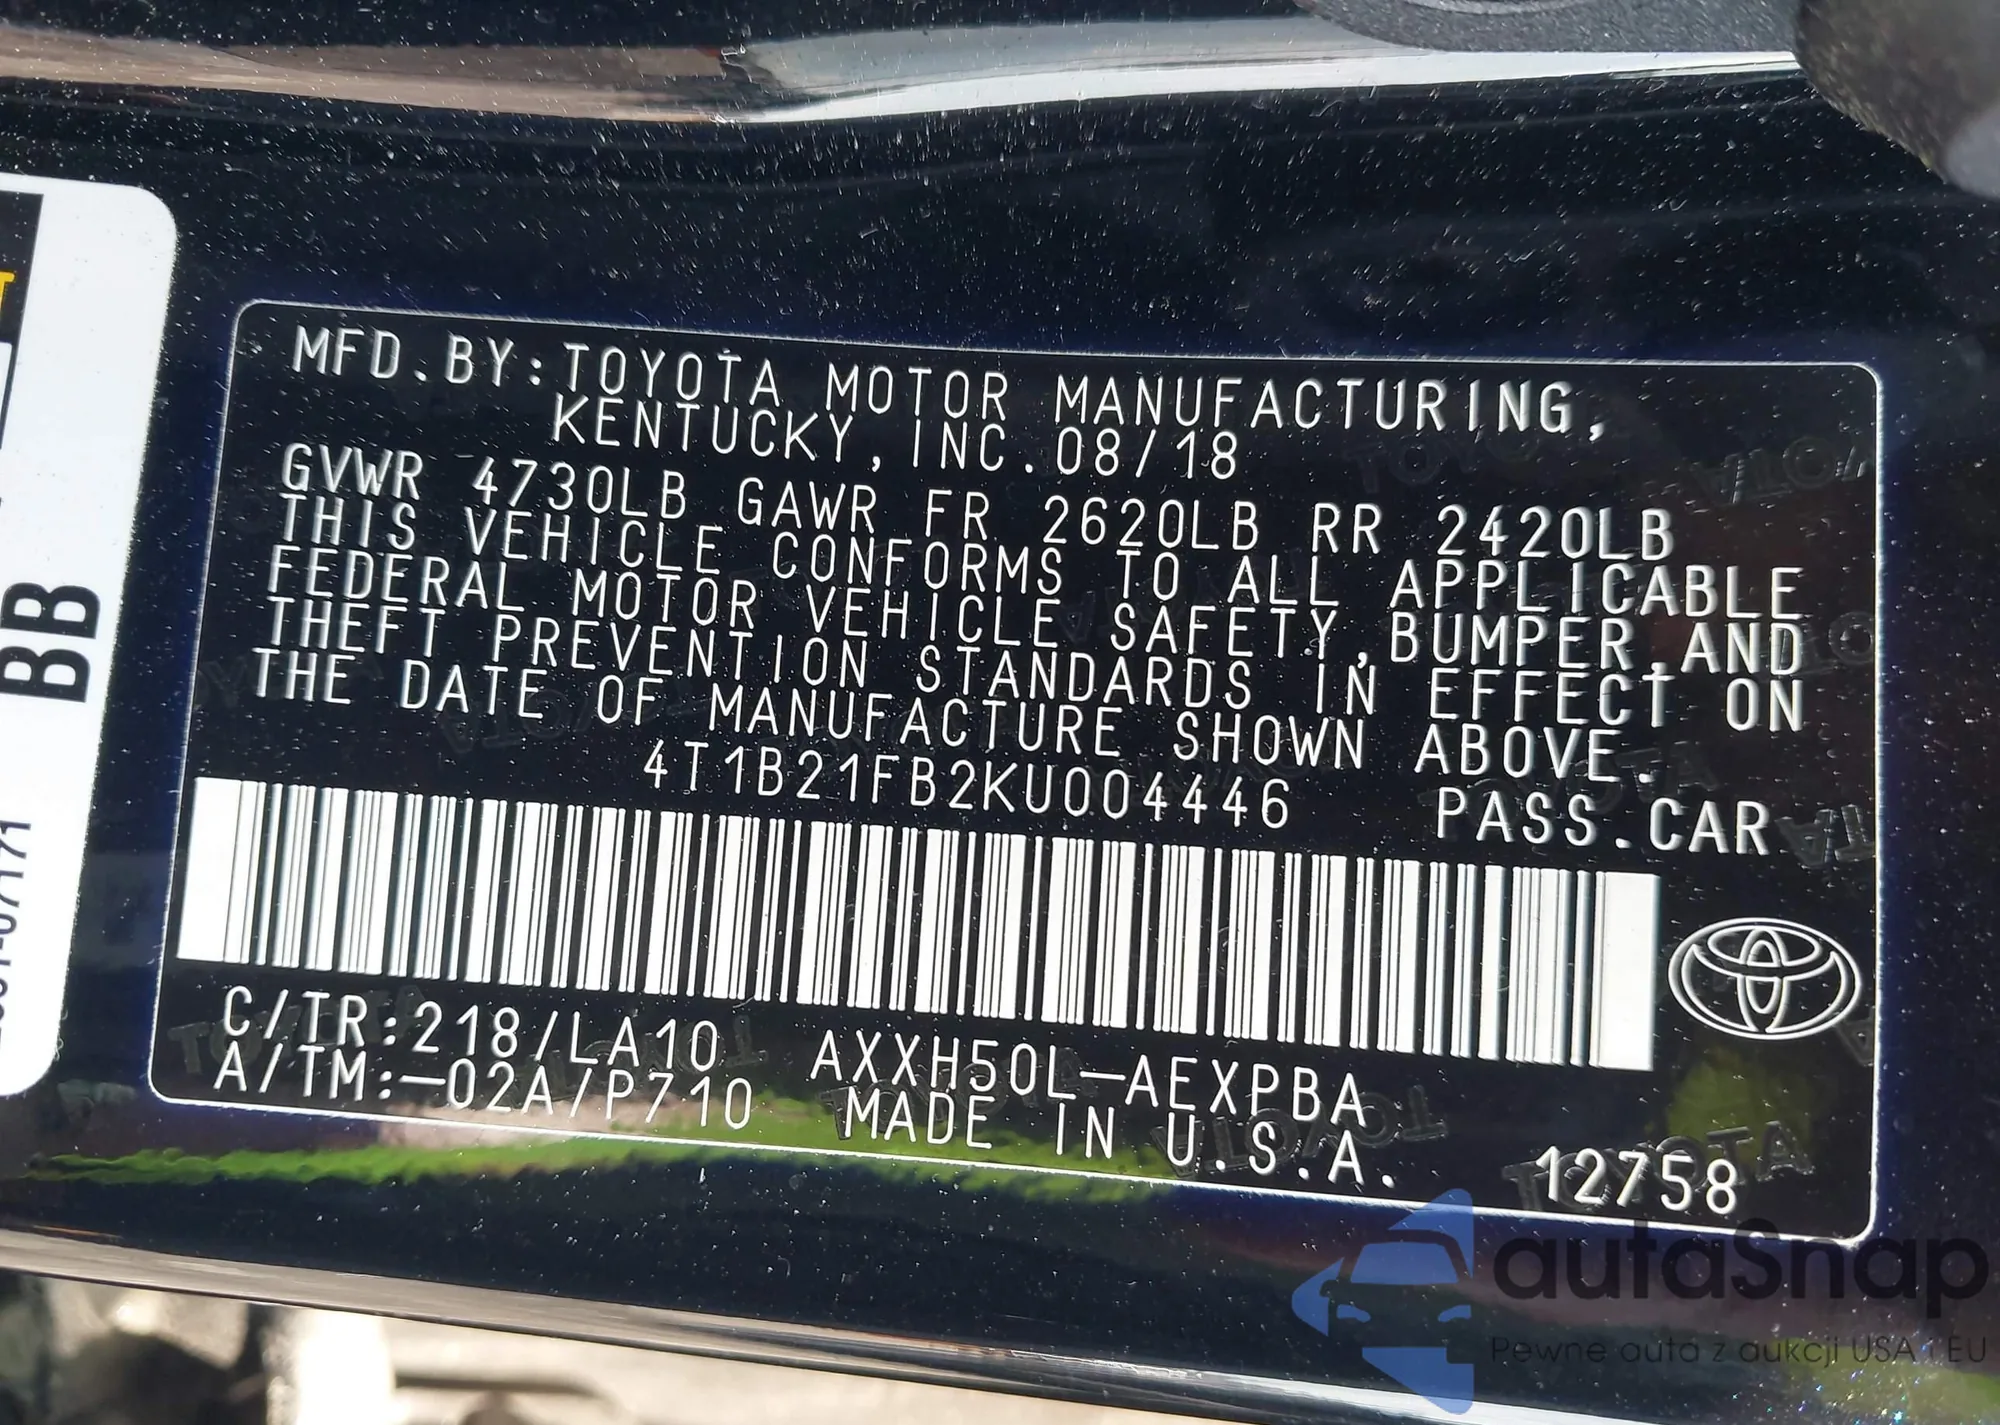 MFD.BY:TOYOTA MOTOR MANUFACTURING,
KENTUCKY, INC.08/18
GVWR 4730LB GAWR FR 2620LB RR 2420LB
THIS VEHICLE CONFORMS TO ALL APPLICABLE
FEDERAL MOTOR VEHICLE SAFETY,BUMPER,AND
THEFT PREVENTION STANDARDS IN EFFECT ON
THE DATE OF MANUFACTURE SHOWN ABOVE.
4T1B21FB2KU004446 PASS.CAR
C/TR:218/LA10 AXXH50L-AEXPBA
A/TM:-02A/P710 MADE IN U.S.A. 12758
BB
autaSnap
Pewne auta z aukcji USA i EU